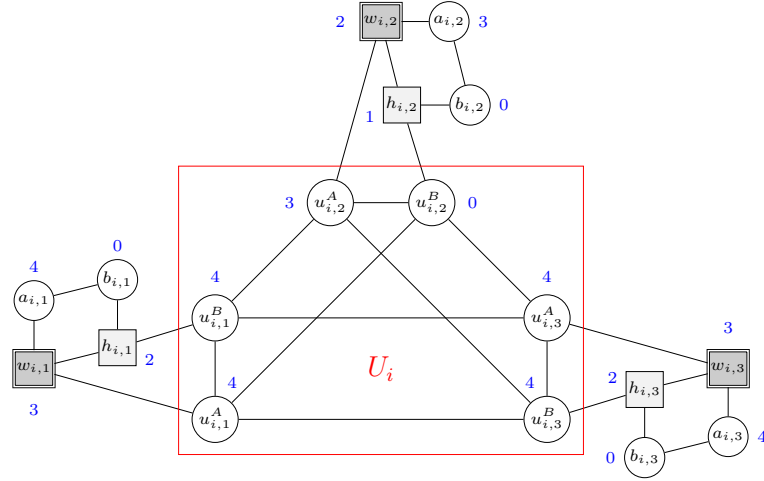 2 w_{i,2} a_{i,2} 3
1 h_{i,2} b_{i,2} 0
3 u^A_{i,2} u^B_{i,2} 0
0
4 b_{i,1} 4 4
a_{i,1} u^B_{i,1} u^A_{i,3} 3
w_{i,1} h_{i,1} 2 U_i 2 h_{i,3} w_{i,3}
3 4 u^A_{i,1} 4 u^B_{i,3} a_{i,3} 4
0 b_{i,3}